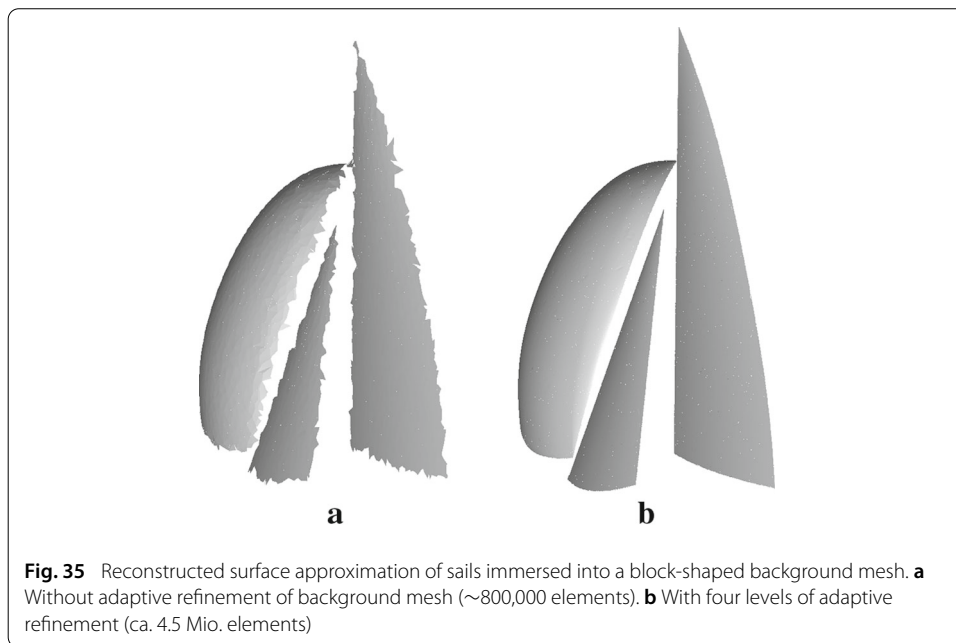 a b
Fig. 35 Reconstructed surface approximation of sails immersed into a block-shaped background mesh. a
Without adaptive refinement of background mesh (∼800,000 elements). b With four levels of adaptive
refinement (ca. 4.5 Mio. elements)